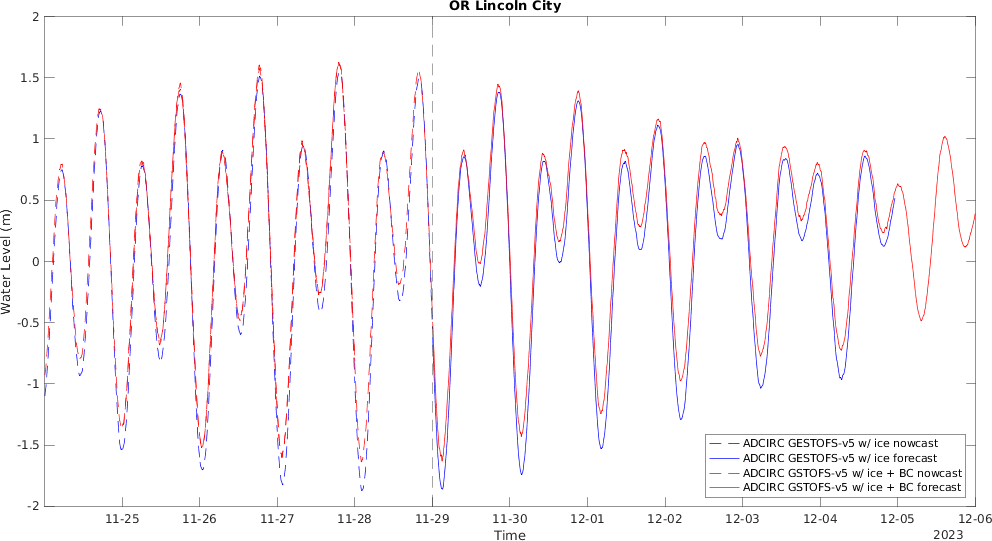 OR Lincoln City
2
1.5
1
0.5
0
-0.5
-1
-1.5
-2
Water Level (m)
ADCIRC GESTOFS-v5 w/ ice nowcast
ADCIRC GESTOFS-v5 w/ ice forecast
ADCIRC GSTOFS-v5 w/ ice + BC nowcast
ADCIRC GSTOFS-v5 w/ ice + BC forecast
11-25 11-26 11-27 11-28 11-29 11-30 12-01 12-02 12-03 12-04 12-05 12-06
Time 2023